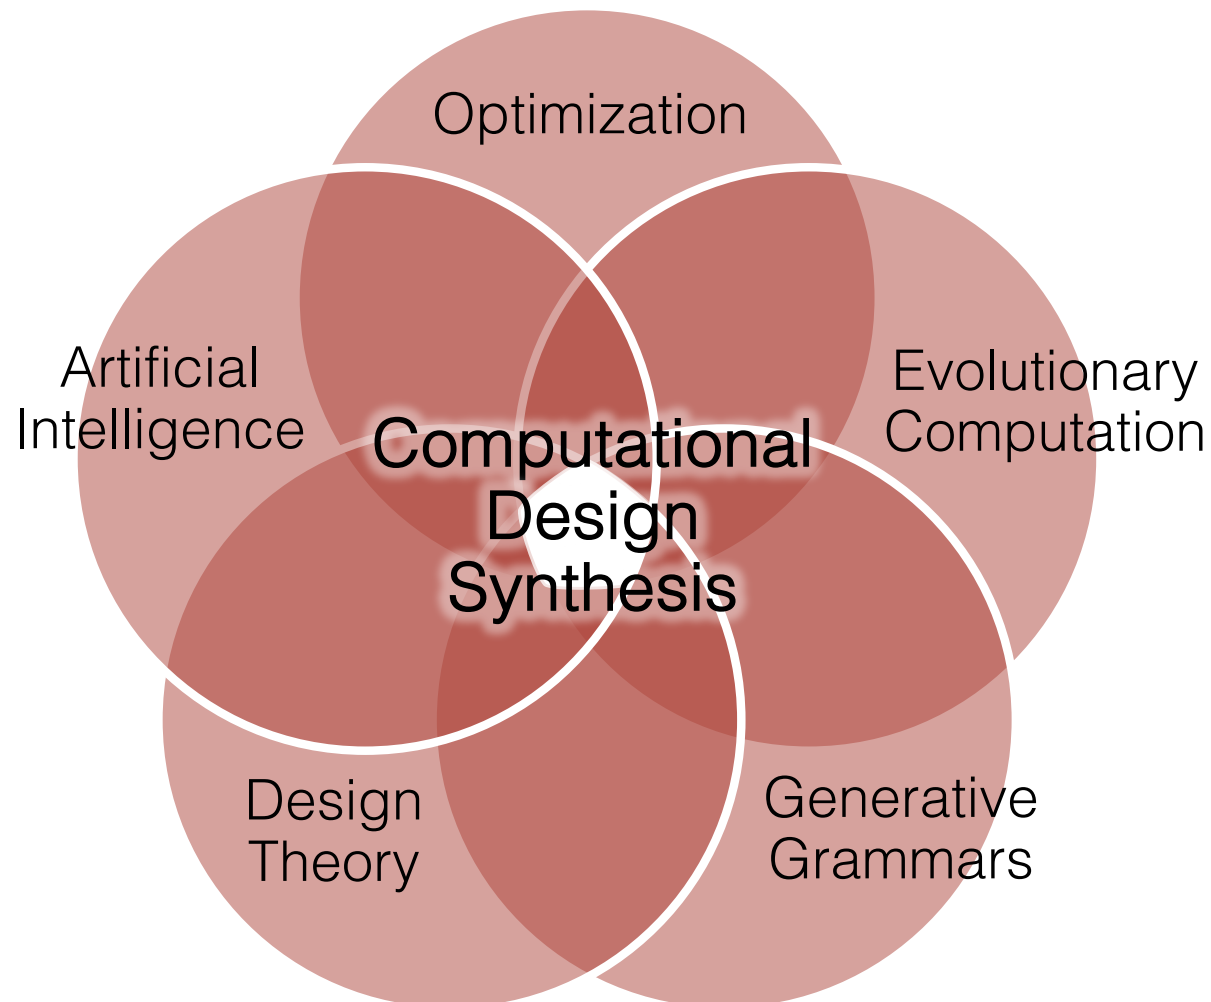 Optimization
Artificial
Intelligence
Evolutionary
Computation
Computational
Design
Synthesis
Design
Theory
Generative
Grammars